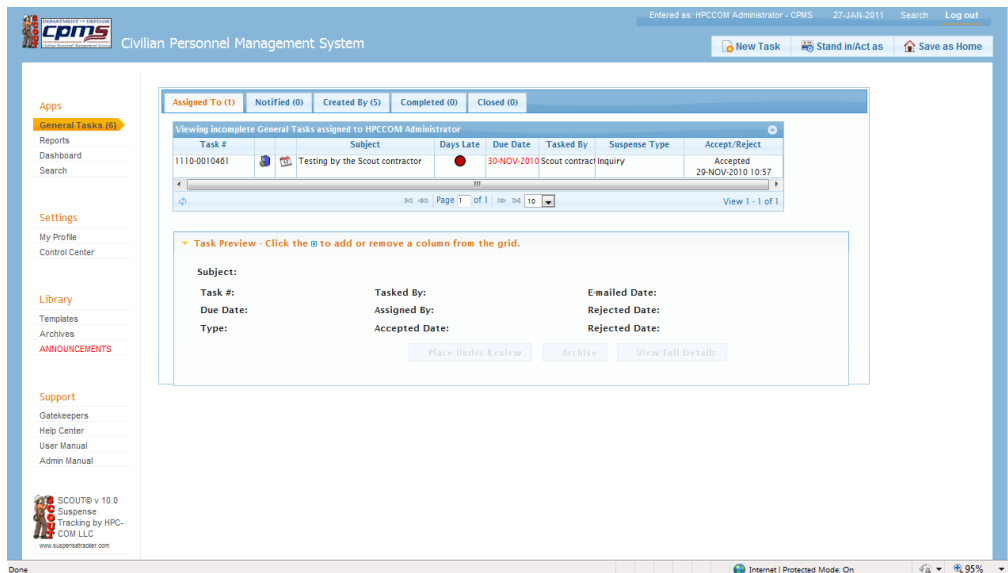 Entered as: HPCCOM Administrator - CPMS 27-JAN-2011 Search Log out
DEPARTMENT OF DEFENSE
cpms
Civilian Personnel Management System
New Task Stand in/Act as Save as Home
Apps
General Tasks (6)
Reports
Dashboard
Search
Settings
My Profile
Control Center
Library
Templates
Archives
ANNOUNCEMENTS
Support
Gatekeepers
Help Center
User Manual
Admin Manual
SCOUT
SCOUT® v 10.0
Suspense
Tracking by HPC-
COM LLC
www.suspensetracker.com
Assigned To (1) Notified (0) Created By (5) Completed (0) Closed (0)
Viewing incomplete General Tasks assigned to HPCCOM Administrator
Task # Subject Days Late Due Date Tasked By Suspense Type Accept/Reject
1110-0010461 Testing by the Scout contractor 30-NOV-2010 Scout contract Inquiry Accepted
29-NOV-2010 10:57
Page 1 of 1 10 View 1 - 1 of 1
Task Preview - Click the to add or remove a column from the grid.
Subject:
Task #: Tasked By: E-mailed Date:
Due Date: Assigned By: Rejected Date:
Type: Accepted Date: Rejected Date:
Place Under Review Archive View Full Details
Done Internet | Protected Mode: On 95%